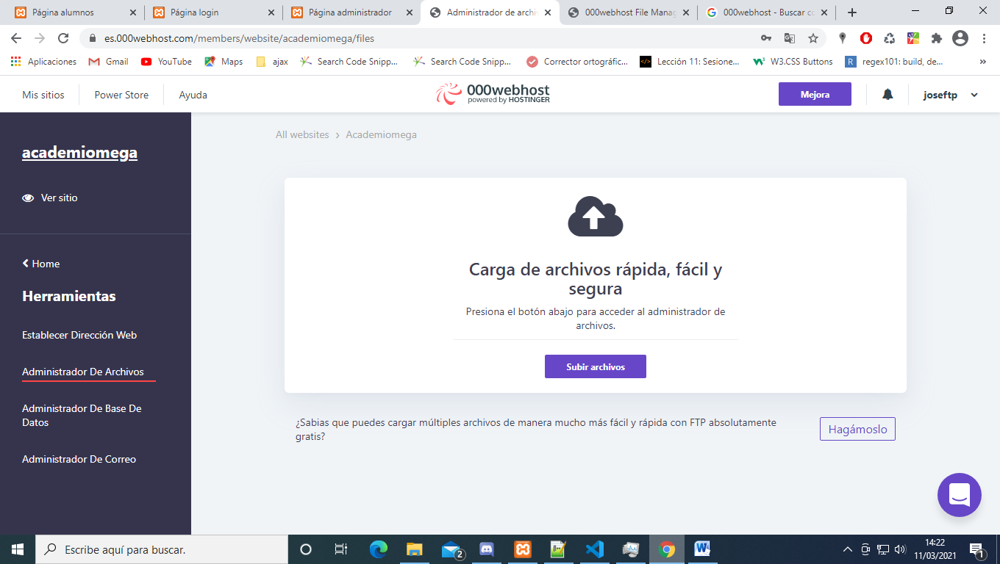 Página alumnos
Página login
Página administrador
Administrador de archi
000webhost File Manag
000webhost - Buscar co
es.000webhost.com/members/website/academiomega/files
Aplicaciones
Gmail
YouTube
Maps
ajax
Search Code Snipp...
Search Code Snipp...
Corrector ortográfic...
Lección 11: Sesione...
W3.CSS Buttons
R
regex101: build, de...
»
Mis sitios
Power Store
Ayuda
000webhost
powered by HOSTINGER
Mejora
joseftp
academiomega
Ver sitio
Home
Herramientas
Establecer Dirección Web
Administrador De Archivos
Administrador De Base De
Datos
Administrador De Correo
All websites › Academiomega
Carga de archivos rápida, fácil y
segura
Presiona el botón abajo para acceder al administrador de
archivos.
Subir archivos
¿Sabias que puedes cargar múltiples archivos de manera mucho más fácil y rápida con FTP absolutamente
gratis?
Hagámoslo
Escribe aquí para buscar.
2
14:22
11/03/2021
1